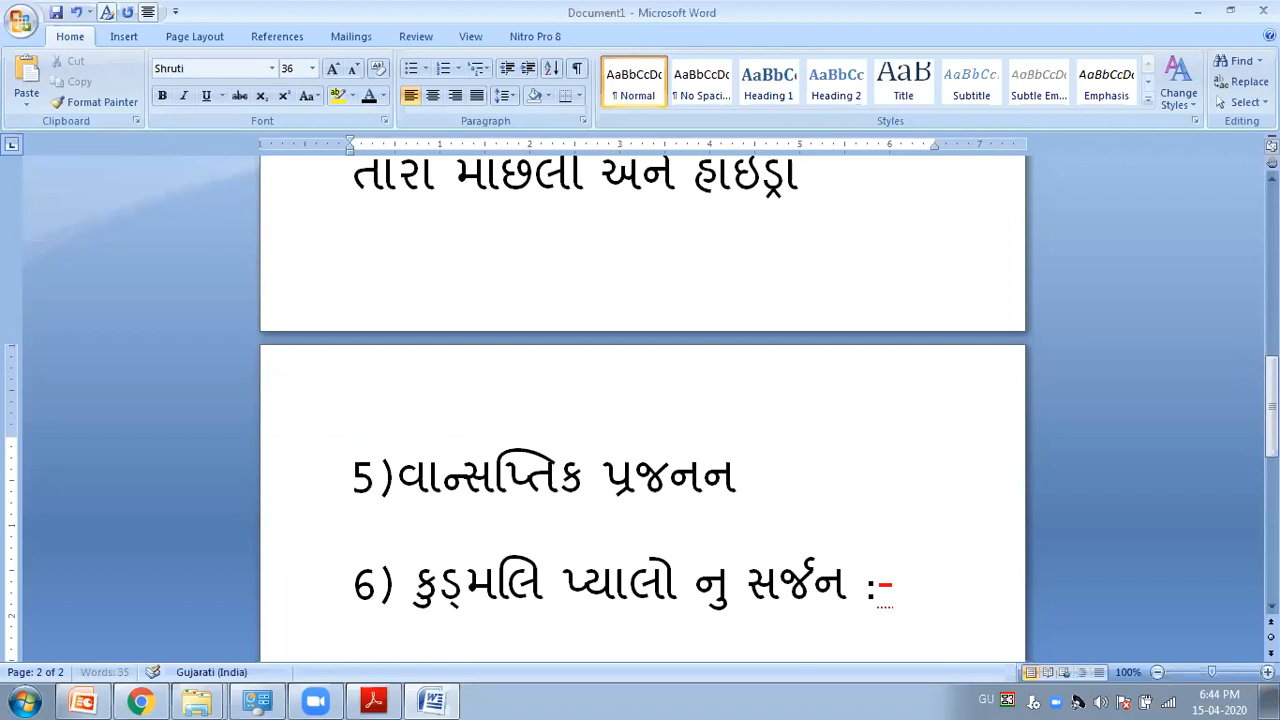 Document1 - Microsoft Word
Home Insert Page Layout References Mailings Review View Nitro Pro 8
Paste Cut Copy Format Painter Clipboard
Shruti 36 Font
Paragraph
AaBbCcDc ¶ Normal AaBbCcDc ¶ No Spaci... AaBbC Heading 1 AaBbCc Heading 2 AaB Title AaBbCc. Subtitle AaBbCcDc Subtle Em... AaBbCcDc Emphasis Change Styles Styles
Find Replace Select Editing
તારા માછલી અને હાઇડ્રા
5)વાન્સપ્તિક પ્રજનન
6) કુડ્મલિ પ્યાલો નુ સર્જન :-
Page: 2 of 2 Words: 35 Gujarati (India) 100%
GU 6:44 PM
15-04-2020